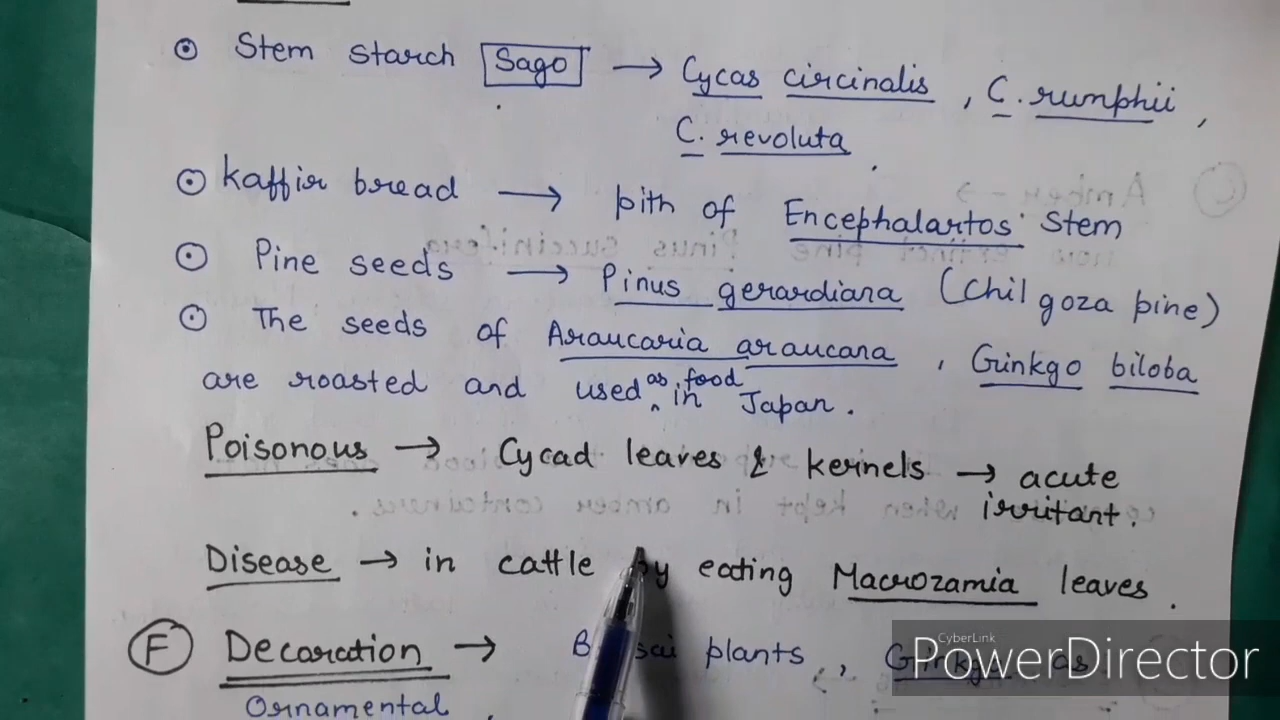 ⊙ Stem starch Sago → Cycas circinalis, C. rumphii,
C. revoluta.
⊙ kaffir bread → pith of Encephalartos stem
⊙ Pine seeds → Pinus gerardiana (Chilgoza pine)
⊙ The seeds of Araucaria araucana, Ginkgo biloba
are roasted and used as food in Japan.
Poisonous → Cycad leaves & kernels → acute
irritant.
Disease → in cattle by eating Macrozamia leaves.
F Decoration → plants, Ginkgo as
Ornamental
CyberLink
PowerDirector